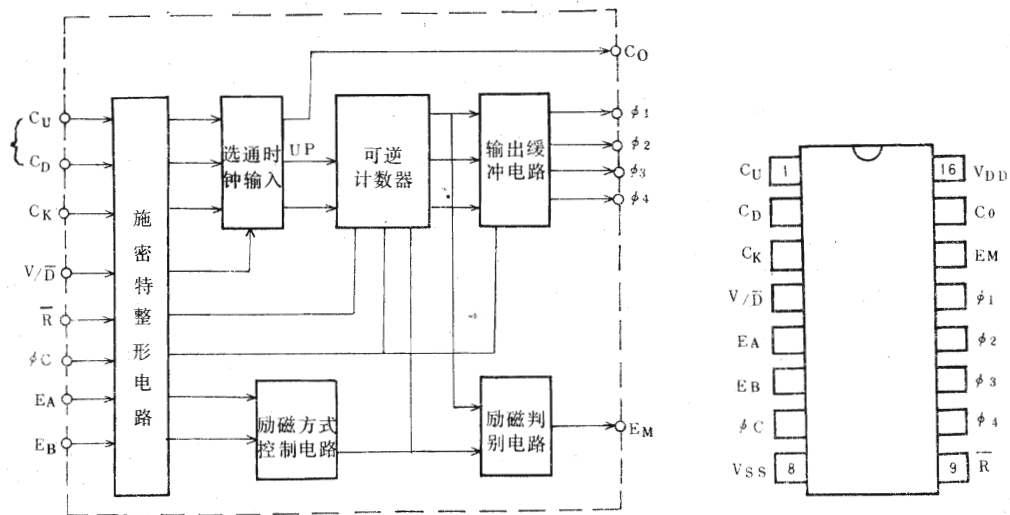 CO
CU
CD
CK
V/D̅
R̅
ϕC
EA
EB
施密特整形电路
选通时
钟输入
UP
可逆
计数器
输出缓
冲电路
ϕ1
ϕ2
ϕ3
ϕ4
励磁方式
控制电路
励磁判
别电路
EM
CU 1
CD
CK
V/D̅
EA
EB
ϕC
VSS 8
16 VDD
C0
EM
ϕ1
ϕ2
ϕ3
ϕ4
9 R̅